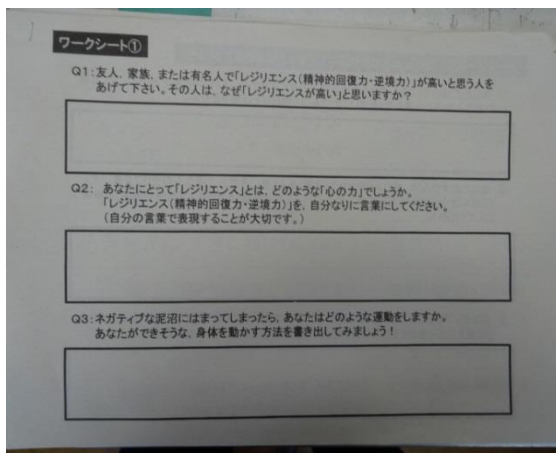 ワークシート①
Q1:友人、家族、または有名人で「レジリエンス(精神的回復力・逆境力)」が高いと思う人を
あげて下さい。その人は、なぜ「レジリエンスが高い」と思いますか?
Q2: あなたにとって「レジリエンス」とは、どのような「心の力」でしょうか。
「レジリエンス(精神的回復力・逆境力)」を、自分なりに言葉にしてください。
(自分の言葉で表現することが大切です。)
Q3:ネガティブな泥沼にはまってしまったら、あなたはどのような運動をしますか。
あなたができそうな、身体を動かす方法を書き出してみましょう!